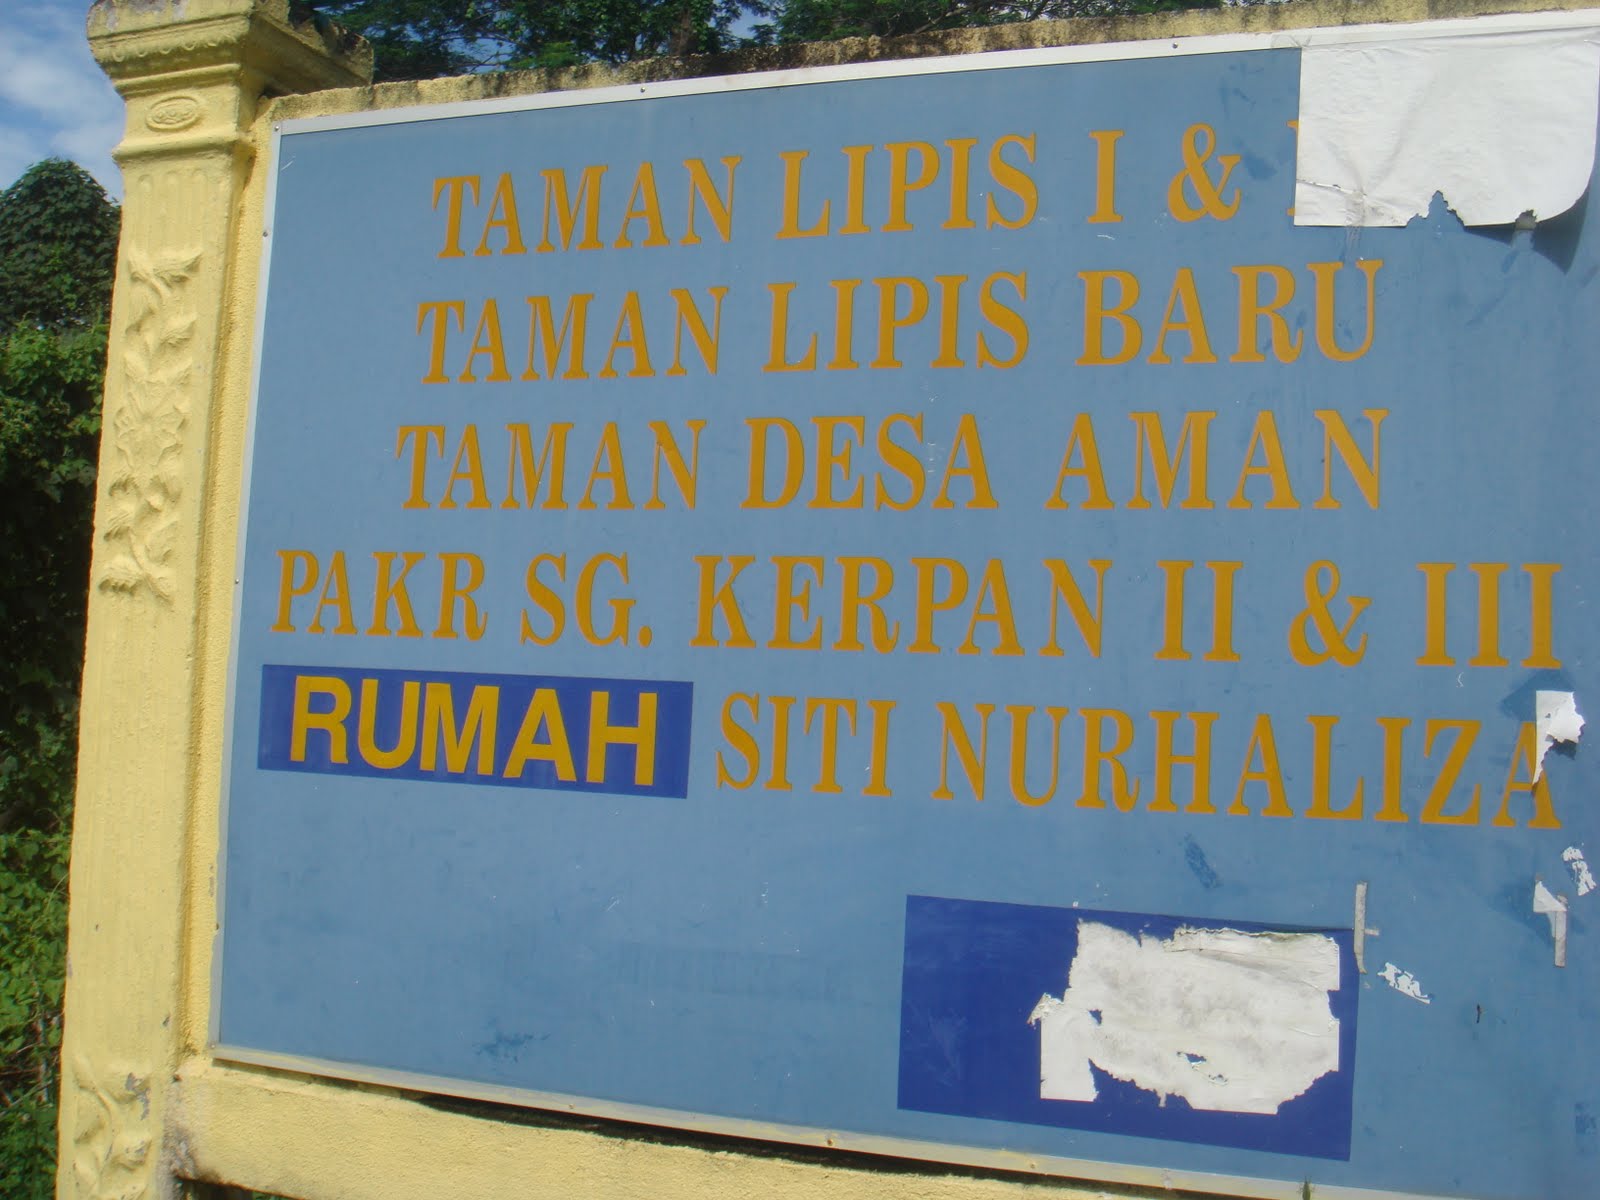 TAMAN LIPIS I &
TAMAN LIPIS BARU
TAMAN DESA AMAN
PAKR SG. KERPAN II & III
RUMAH SITI NURHALIZA